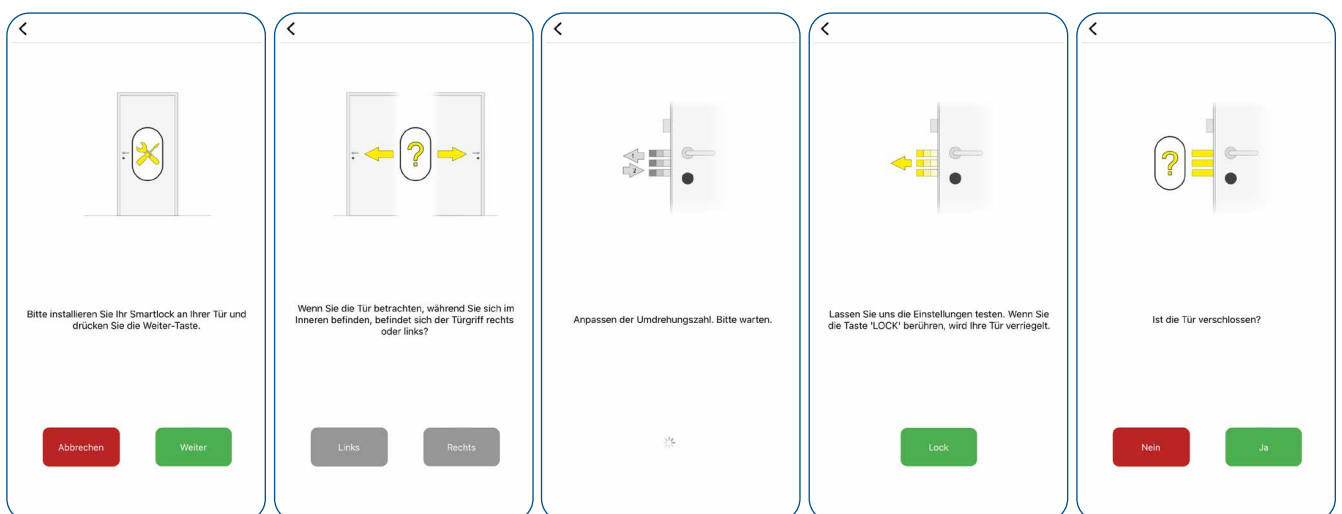 Bitte installieren Sie Ihr Smartlock an Ihrer Tür und
drücken Sie die Weiter-Taste.
Abbrechen
Weiter
?
Wenn Sie die Tür betrachten, während Sie sich im
Inneren befinden, befindet sich der Türgriff rechts
oder links?
Links
Rechts
1
2
Anpassen der Umdrehungszahl. Bitte warten.
Lassen Sie uns die Einstellungen testen. Wenn Sie
die Taste 'LOCK' berühren, wird Ihre Tür verriegelt.
Lock
?
Ist die Tür verschlossen?
Nein
Ja